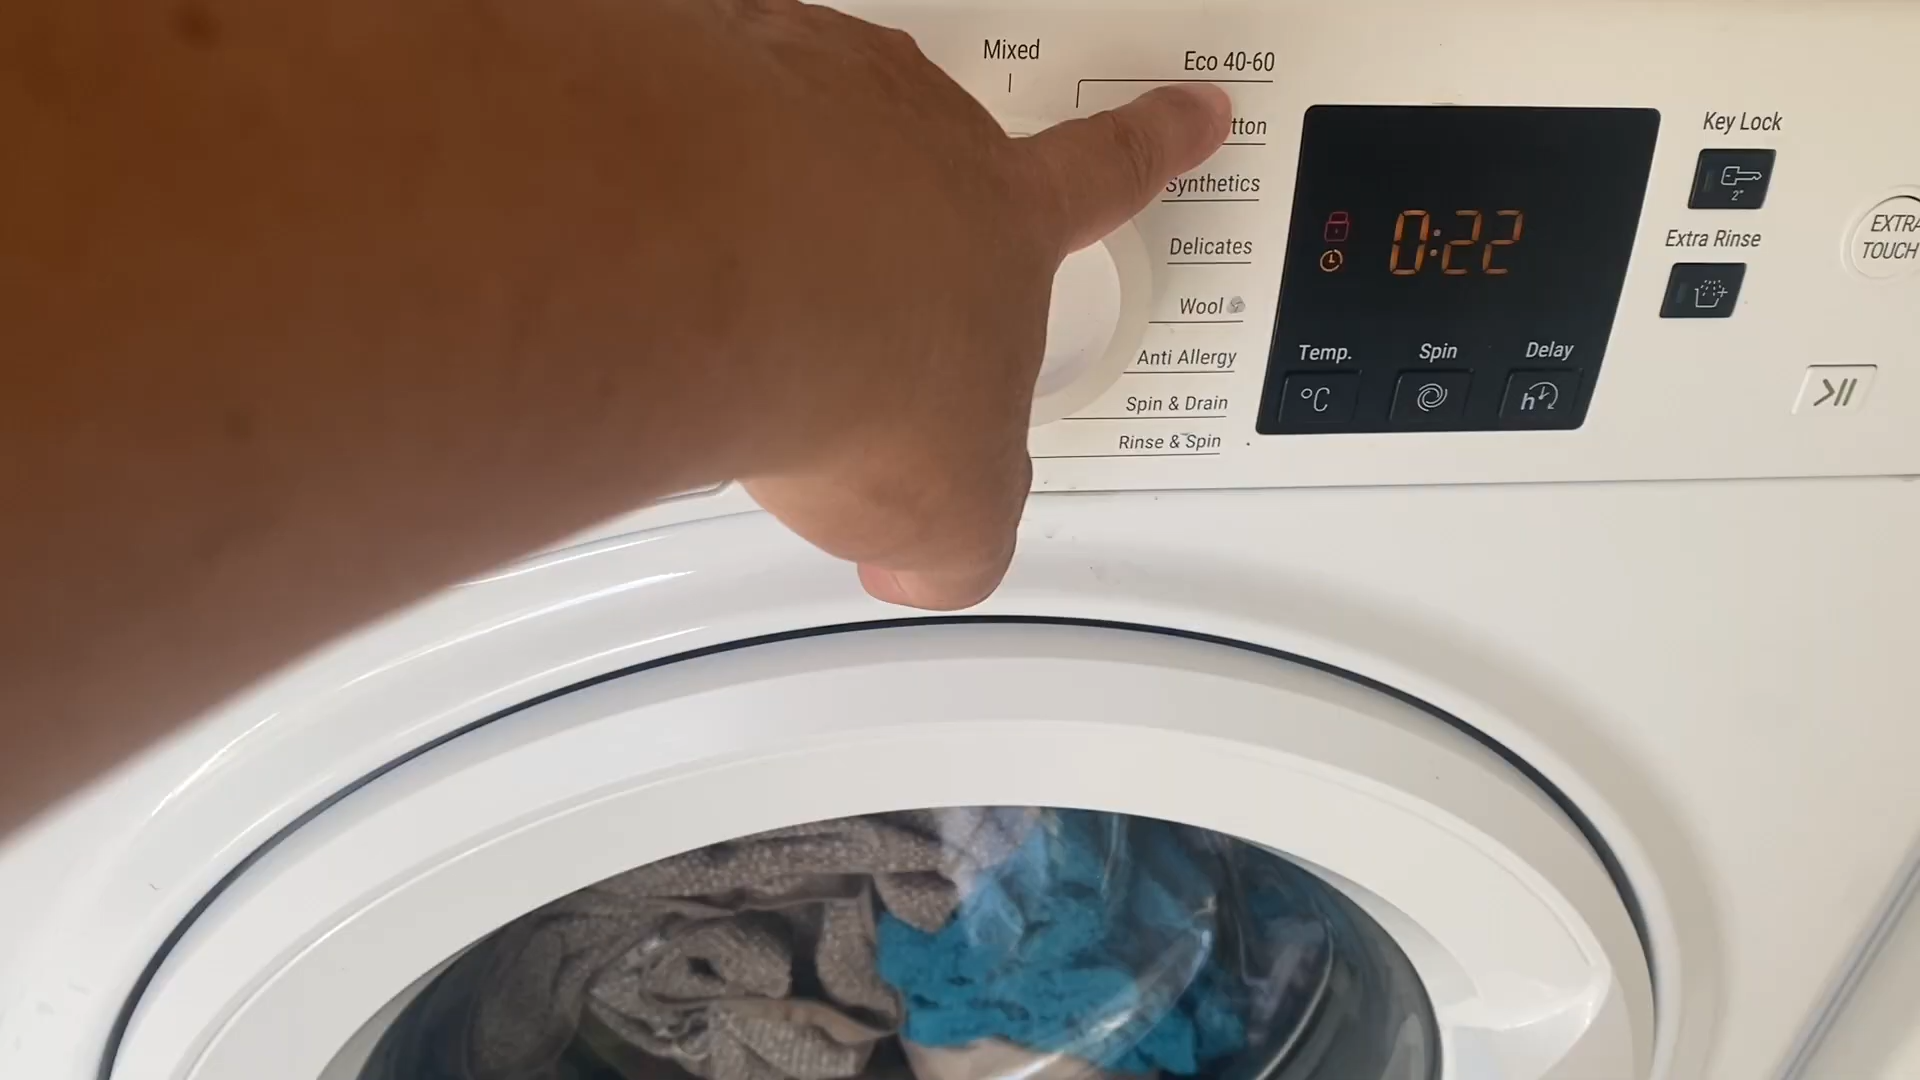 Mixed
Eco 40-60
tton
Synthetics
Delicates
Wool
Anti Allergy
Spin & Drain
Rinse & Spin
0:22
Temp.
Spin
Delay
°C
h
Key Lock
2"
Extra Rinse
EXTRA
TOUCH